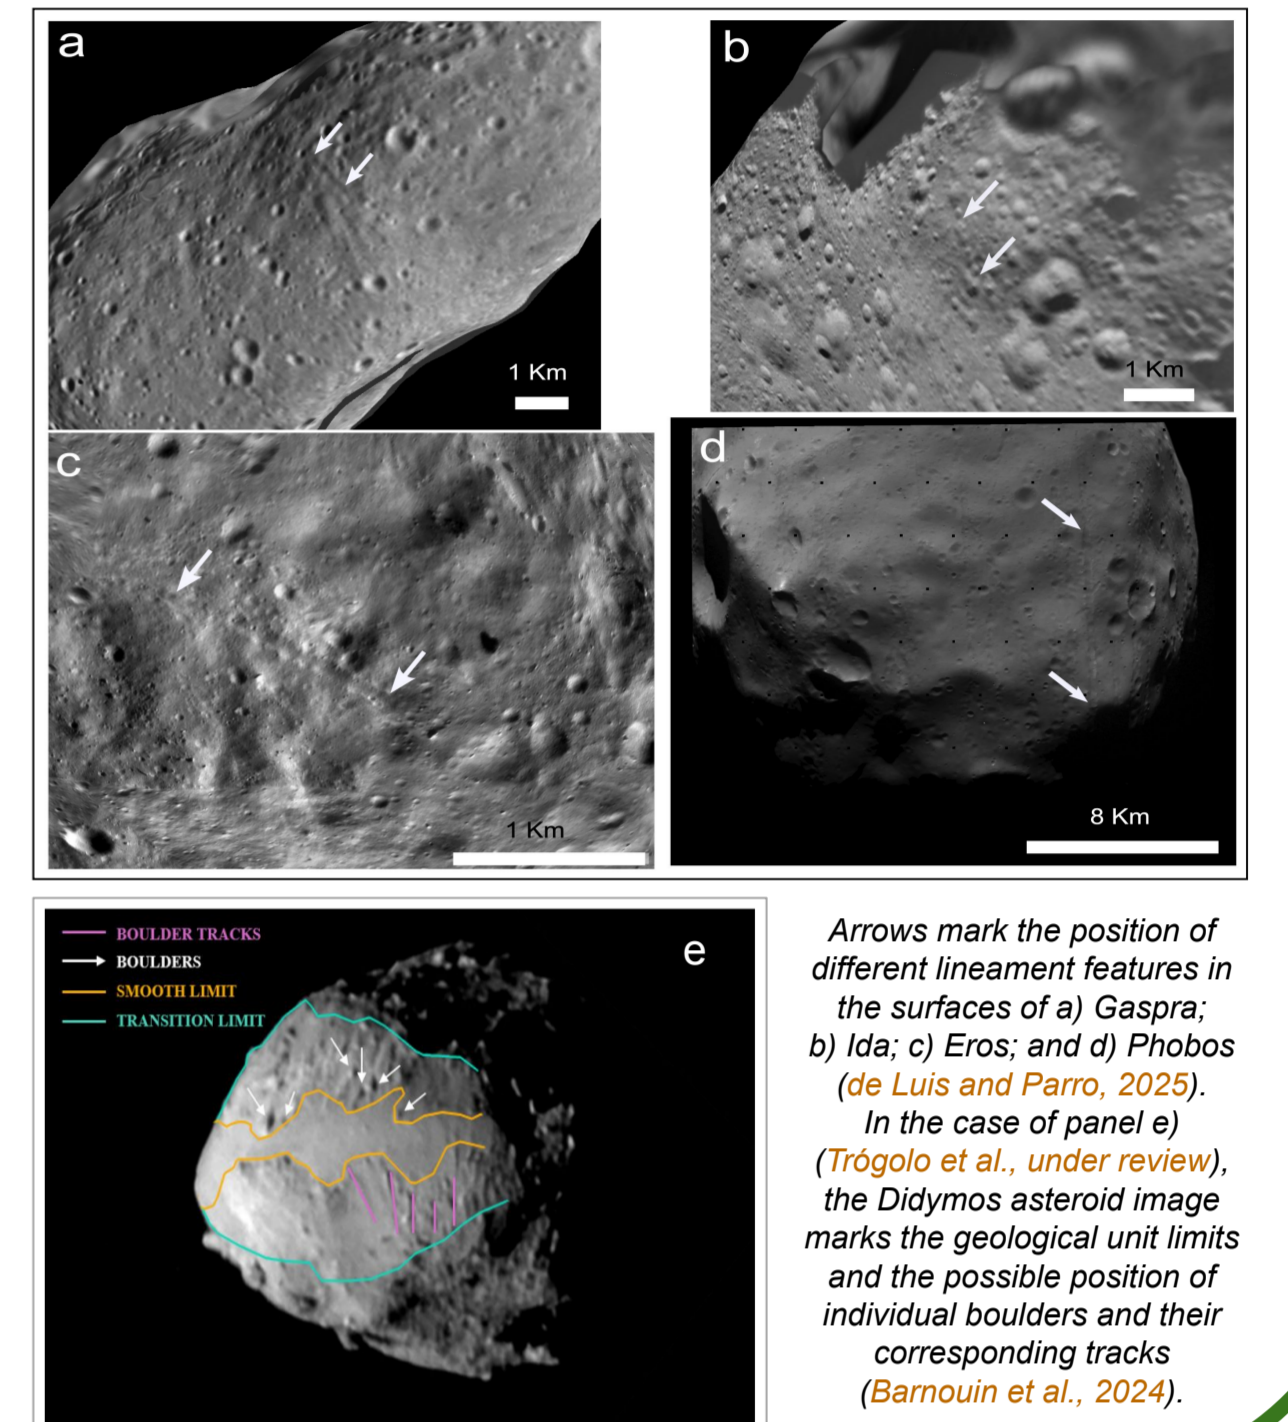 a
b
1 Km
1 Km
c
d
1 Km
8 Km
BOULDER TRACKS
BOULDERS
SMOOTH LIMIT
TRANSITION LIMIT
e
Arrows mark the position of
different lineament features in
the surfaces of a) Gaspra;
b) Ida; c) Eros; and d) Phobos
(de Luis and Parro, 2025).
In the case of panel e)
(Trógolo et al., under review),
the Didymos asteroid image
marks the geological unit limits
and the possible position of
individual boulders and their
corresponding tracks
(Barnouin et al., 2024).